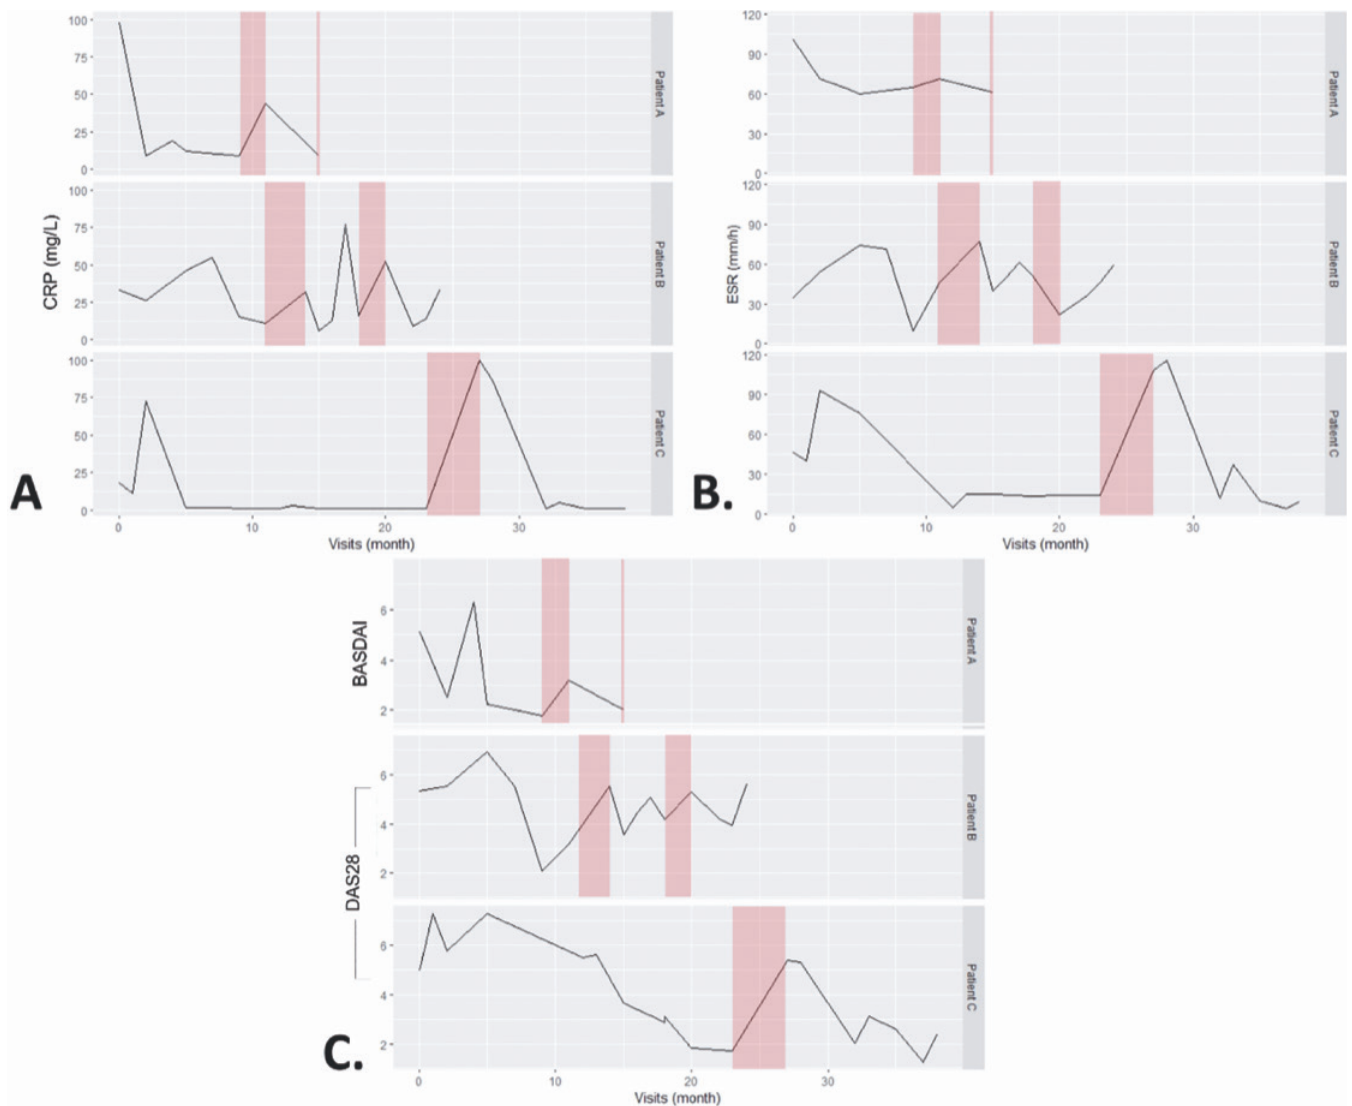 100
75
50
25
0
Patient A
100
75
50
25
0
Patient B
100
75
50
25
0
Patient C
CRP (mg/L)
0 10 20 30
Visits (month)
A
120
90
60
30
0
Patient A
120
90
60
30
0
Patient B
120
90
60
30
0
Patient C
ESR (mm/h)
0 10 20 30
Visits (month)
B.
BASDAI
6
4
2
Patient A
DAS28
6
4
2
Patient B
6
4
2
Patient C
0 10 20 30
Visits (month)
C.